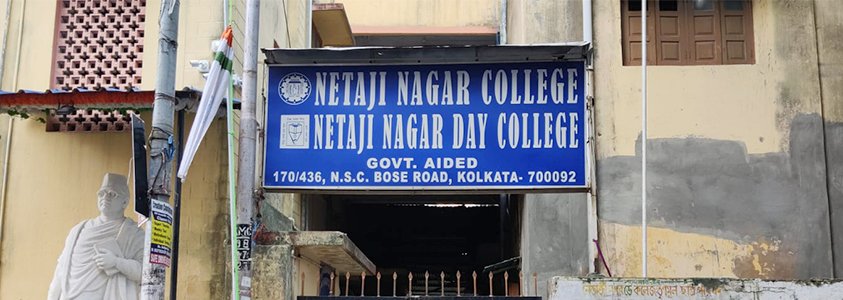 NETAJI NAGAR COLLEGE
NETAJI NAGAR DAY COLLEGE
GOVT. AIDED
170/436, N.S.C. BOSE ROAD, KOLKATA- 700092